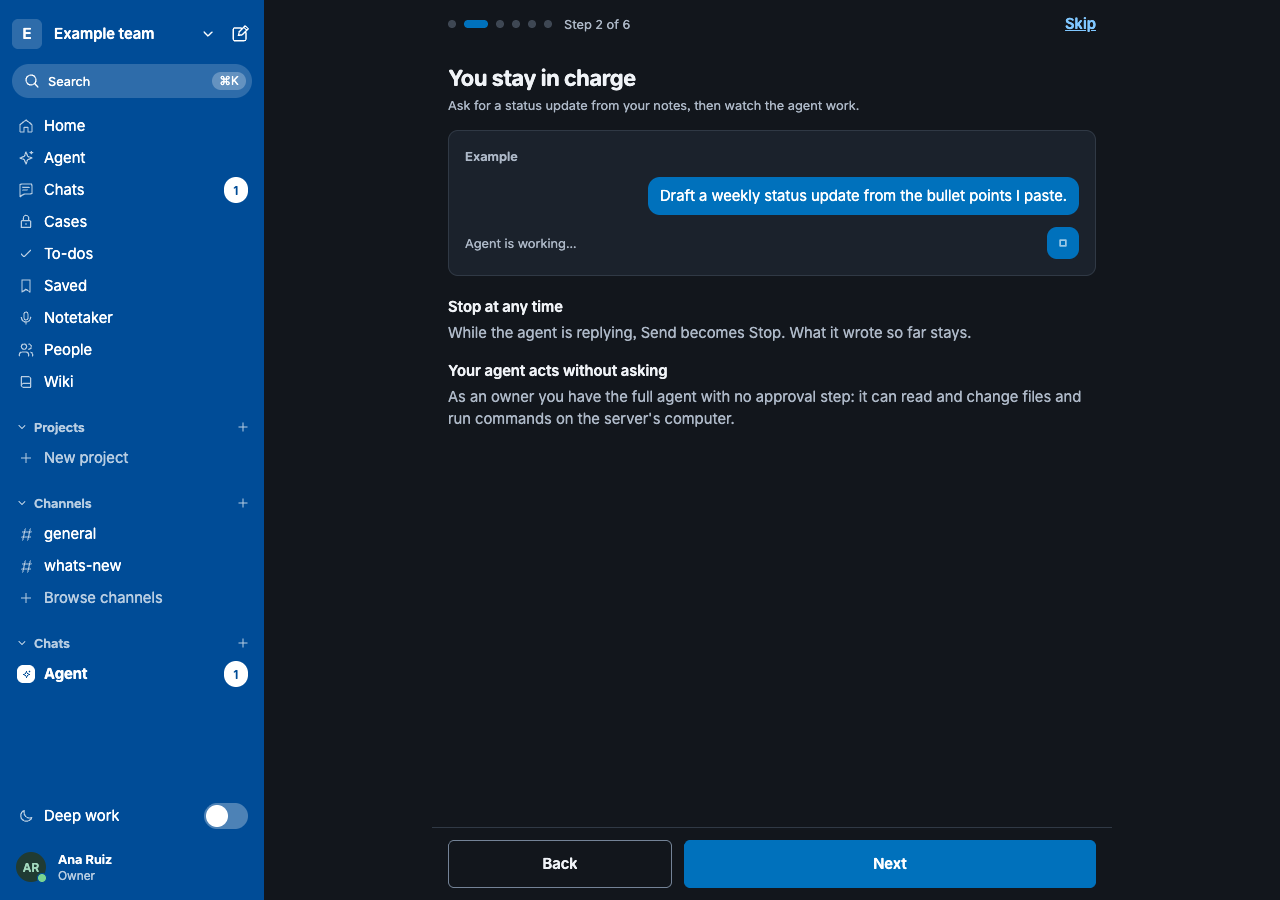 E Example team
Search ⌘K
Home
Agent
Chats 1
Cases
To-dos
Saved
Notetaker
People
Wiki
Projects
New project
Channels
# general
# whats-new
Browse channels
Chats
Agent 1
Deep work
AR Ana Ruiz
Owner
Step 2 of 6
Skip
You stay in charge
Ask for a status update from your notes, then watch the agent work.
Example
Draft a weekly status update from the bullet points I paste.
Agent is working...
Stop at any time
While the agent is replying, Send becomes Stop. What it wrote so far stays.
Your agent acts without asking
As an owner you have the full agent with no approval step: it can read and change files and
run commands on the server's computer.
Back
Next